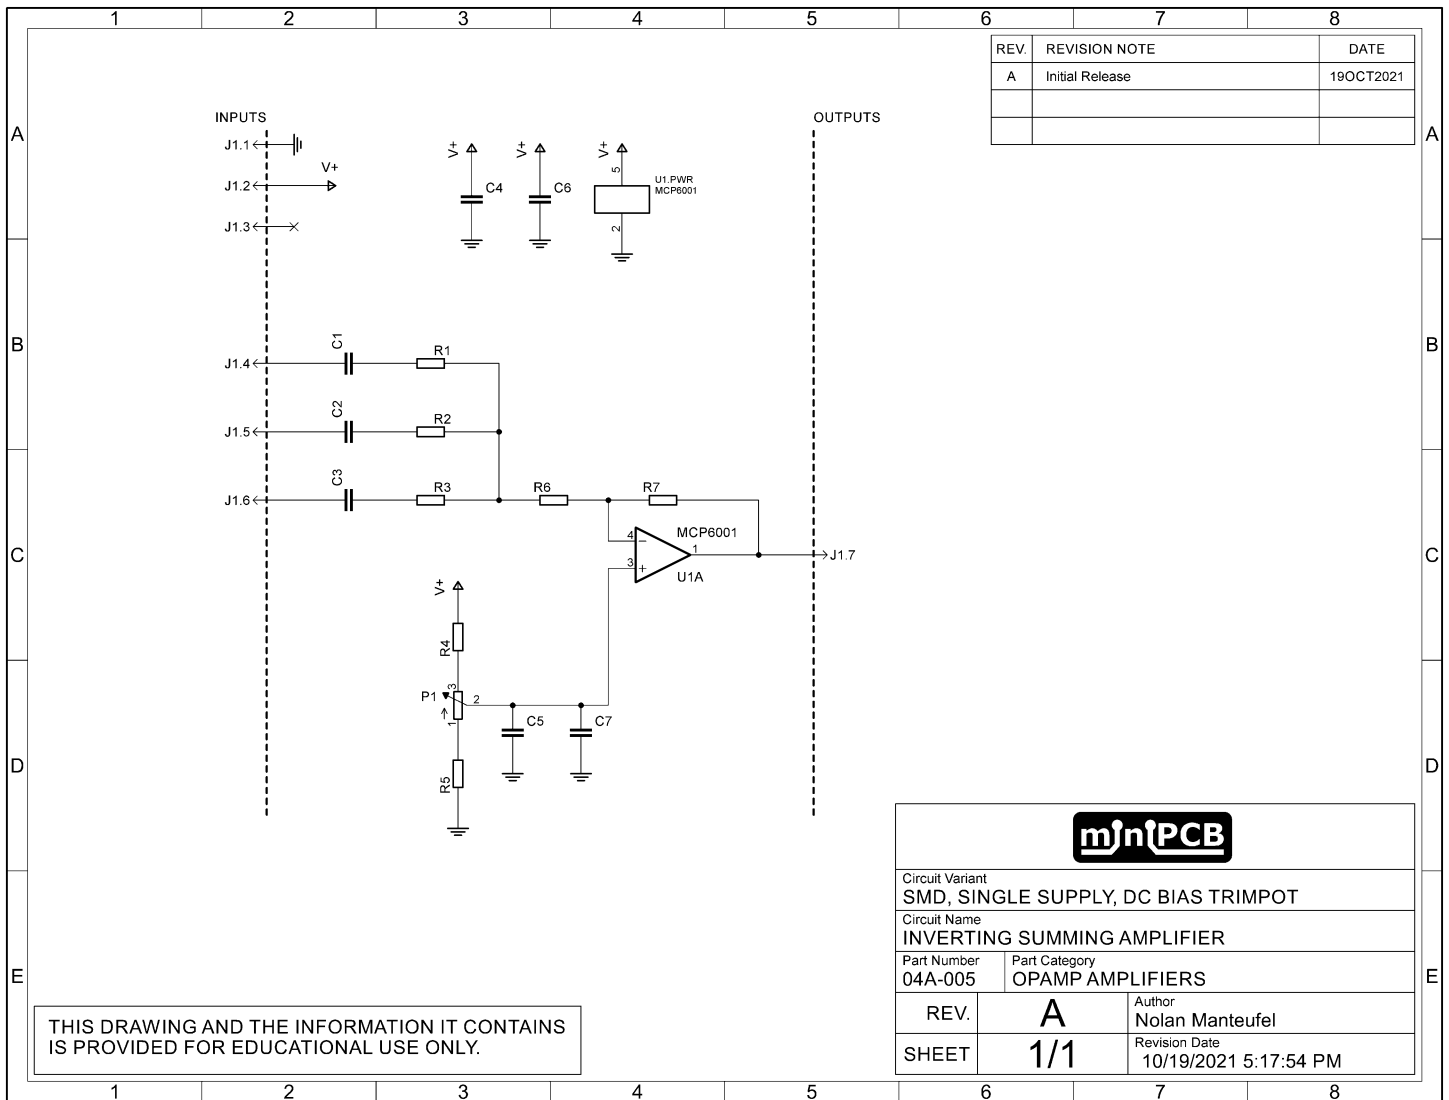 1 2 3 4 5 6 7 8
REV. REVISION NOTE DATE
A Initial Release 19OCT2021
INPUTS
OUTPUTS
A A
J1.1
V+
J1.2
J1.3
V+ V+ V+
C4 C6
5
U1.PWR
MCP6001
2
B B
C1 R1
J1.4
C2 R2
J1.5
C3 R3 R6 R7
J1.6
MCP6001
4 −
1
3 +
U1A
J1.7
C C
V+
R4
P1 3 2 1
C5 C7
R5
D D
miniPCB
Circuit Variant
SMD, SINGLE SUPPLY, DC BIAS TRIMPOT
Circuit Name
INVERTING SUMMING AMPLIFIER
Part Number Part Category
04A-005 OPAMP AMPLIFIERS
E E
REV. A Author
Nolan Manteufel
SHEET 1/1 Revision Date
10/19/2021 5:17:54 PM
THIS DRAWING AND THE INFORMATION IT CONTAINS
IS PROVIDED FOR EDUCATIONAL USE ONLY.
1 2 3 4 5 6 7 8